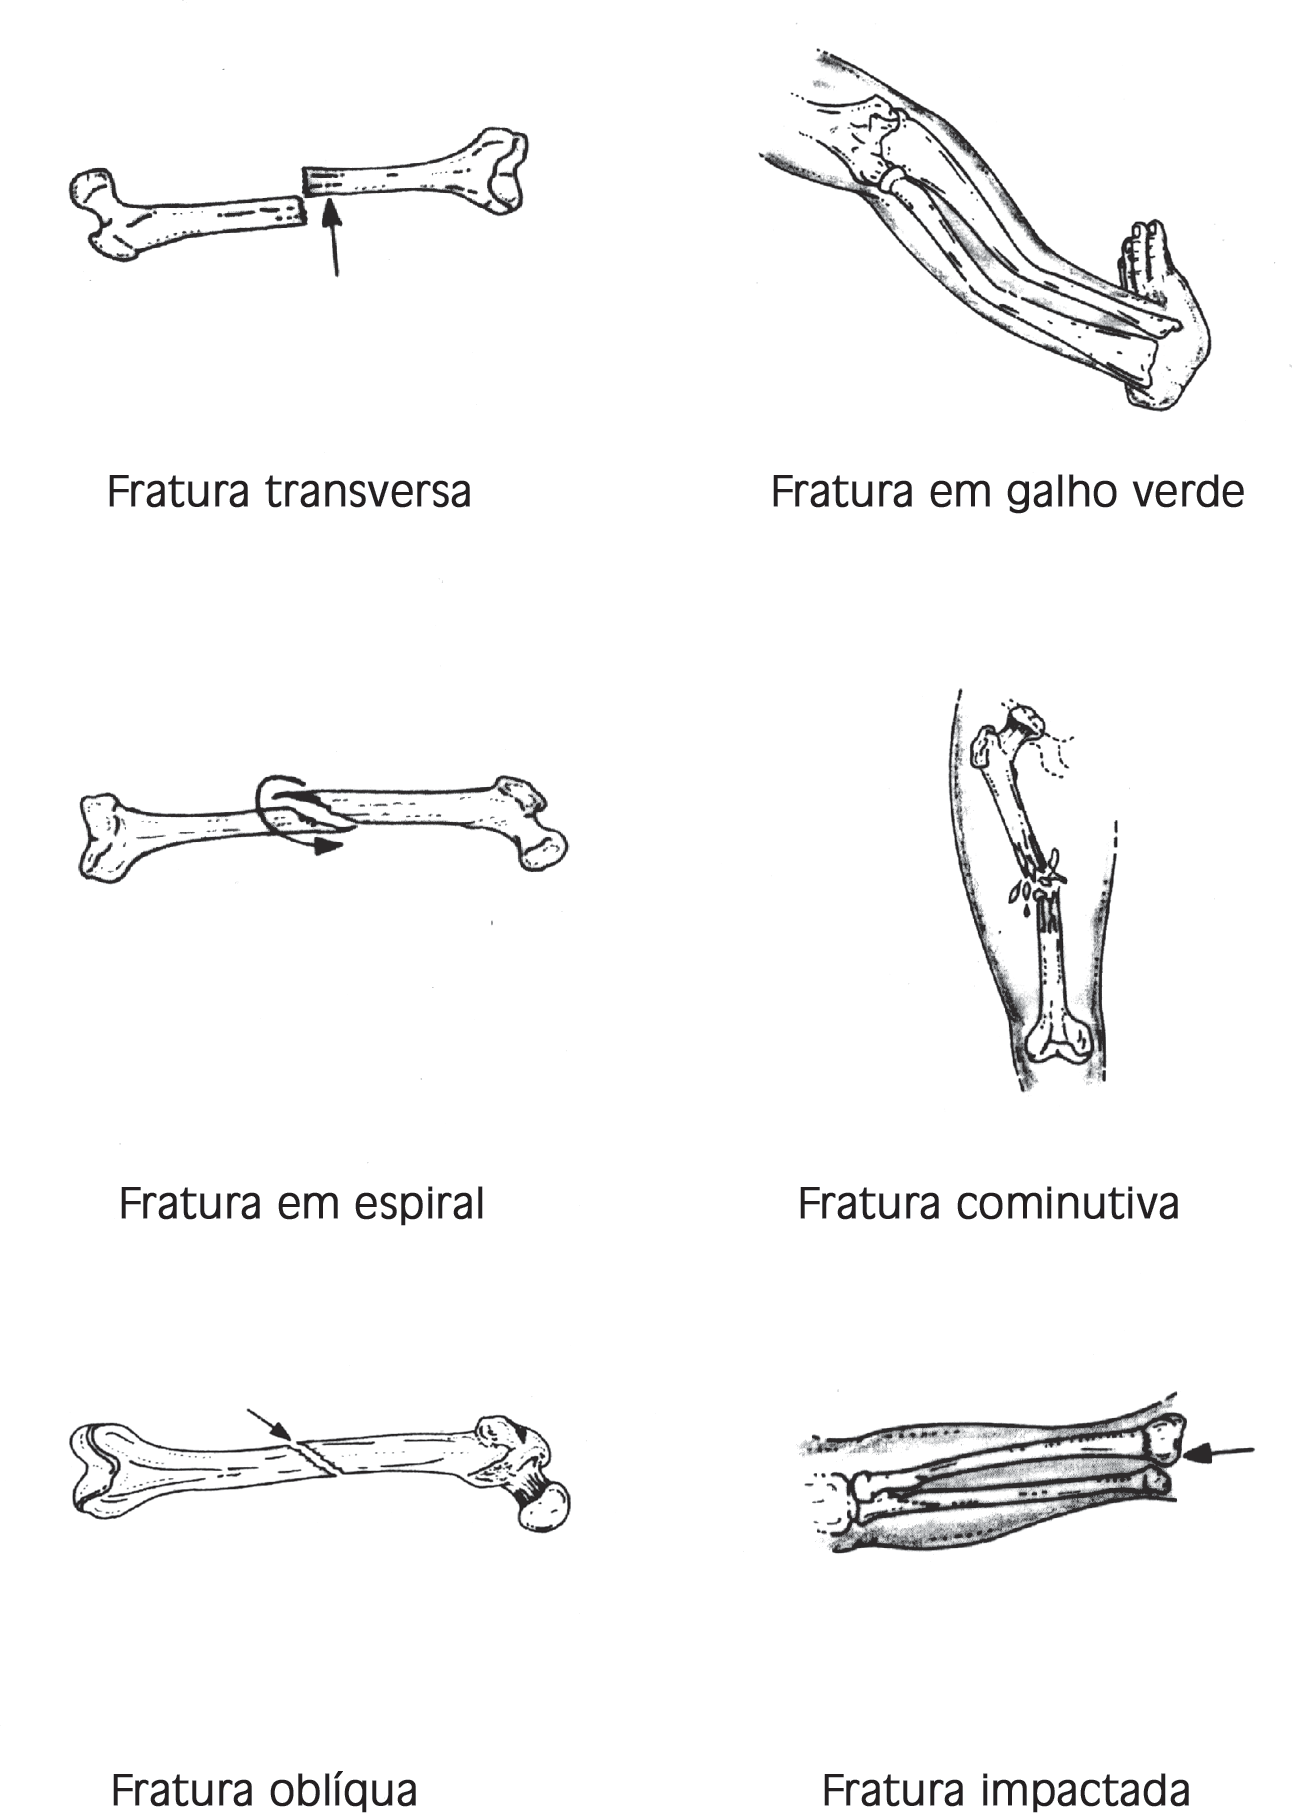 Fratura transversa
Fratura em galho verde
Fratura em espiral
Fratura cominutiva
Fratura oblíqua
Fratura impactada